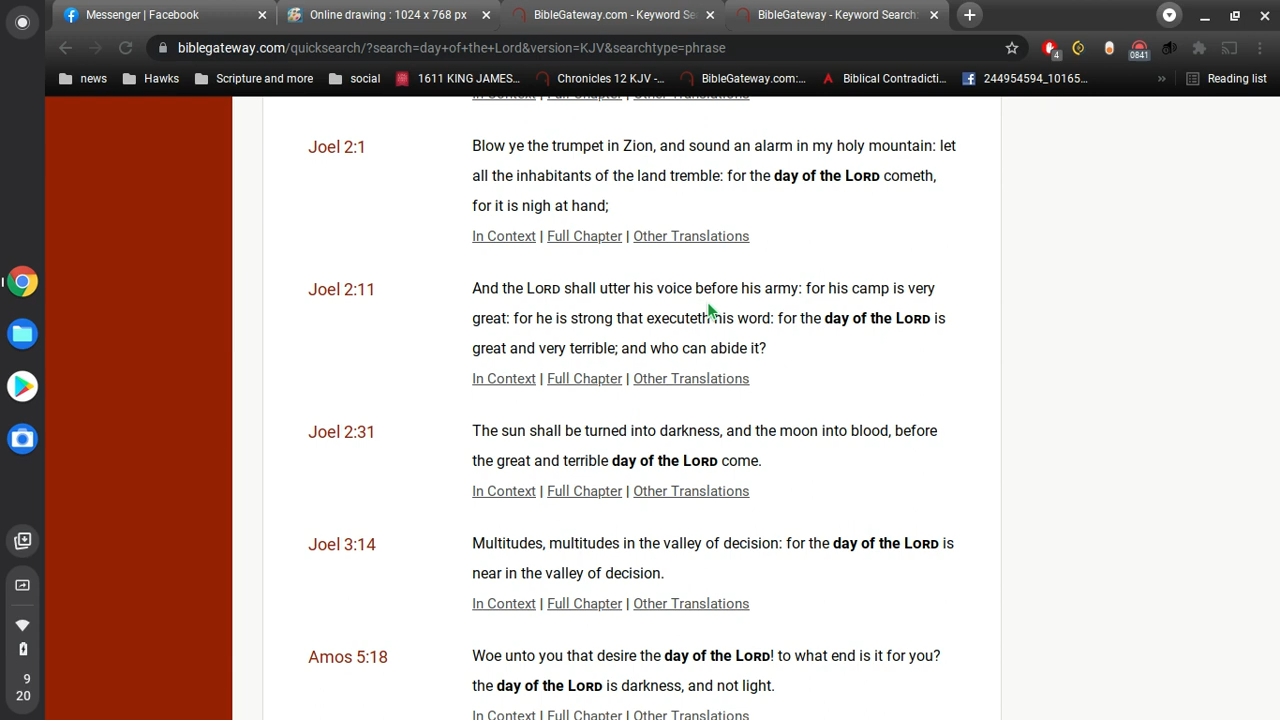 Messenger | Facebook
Online drawing : 1024 x 768 px
BibleGateway.com - Keyword Se
BibleGateway - Keyword Search:
biblegateway.com/quicksearch/?search=day+of+the+Lord&version=KJV&searchtype=phrase
4
0841
news
Hawks
Scripture and more
social
1611 KING JAMES...
Chronicles 12 KJV -...
BibleGateway.com:...
Biblical Contradicti...
244954594_10165...
»
Reading list
In Context | Full Chapter | Other Translations
Joel 2:1
Blow ye the trumpet in Zion, and sound an alarm in my holy mountain: let
all the inhabitants of the land tremble: for the day of the LORD cometh,
for it is nigh at hand;
In Context | Full Chapter | Other Translations
Joel 2:11
And the LORD shall utter his voice before his army: for his camp is very
great: for he is strong that executeth his word: for the day of the LORD is
great and very terrible; and who can abide it?
In Context | Full Chapter | Other Translations
Joel 2:31
The sun shall be turned into darkness, and the moon into blood, before
the great and terrible day of the LORD come.
In Context | Full Chapter | Other Translations
Joel 3:14
Multitudes, multitudes in the valley of decision: for the day of the LORD is
near in the valley of decision.
In Context | Full Chapter | Other Translations
Amos 5:18
Woe unto you that desire the day of the LORD! to what end is it for you?
the day of the LORD is darkness, and not light.
In Context | Full Chapter | Other Translations
9
20